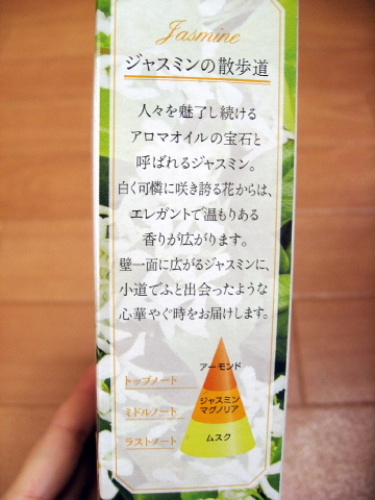 Jasmine
ジャスミンの散歩道
人々を魅了し続ける
アロマオイルの宝石と
呼ばれるジャスミン。
白く可憐に咲き誇る花からは、
エレガントで温もりある
香りが広がります。
壁一面に広がるジャスミンに、
小道でふと出会ったような
心華やぐ時をお届けします。
アーモンド
トップノート
ジャスミン
マグノリア
ミドルノート
ムスク
ラストノート